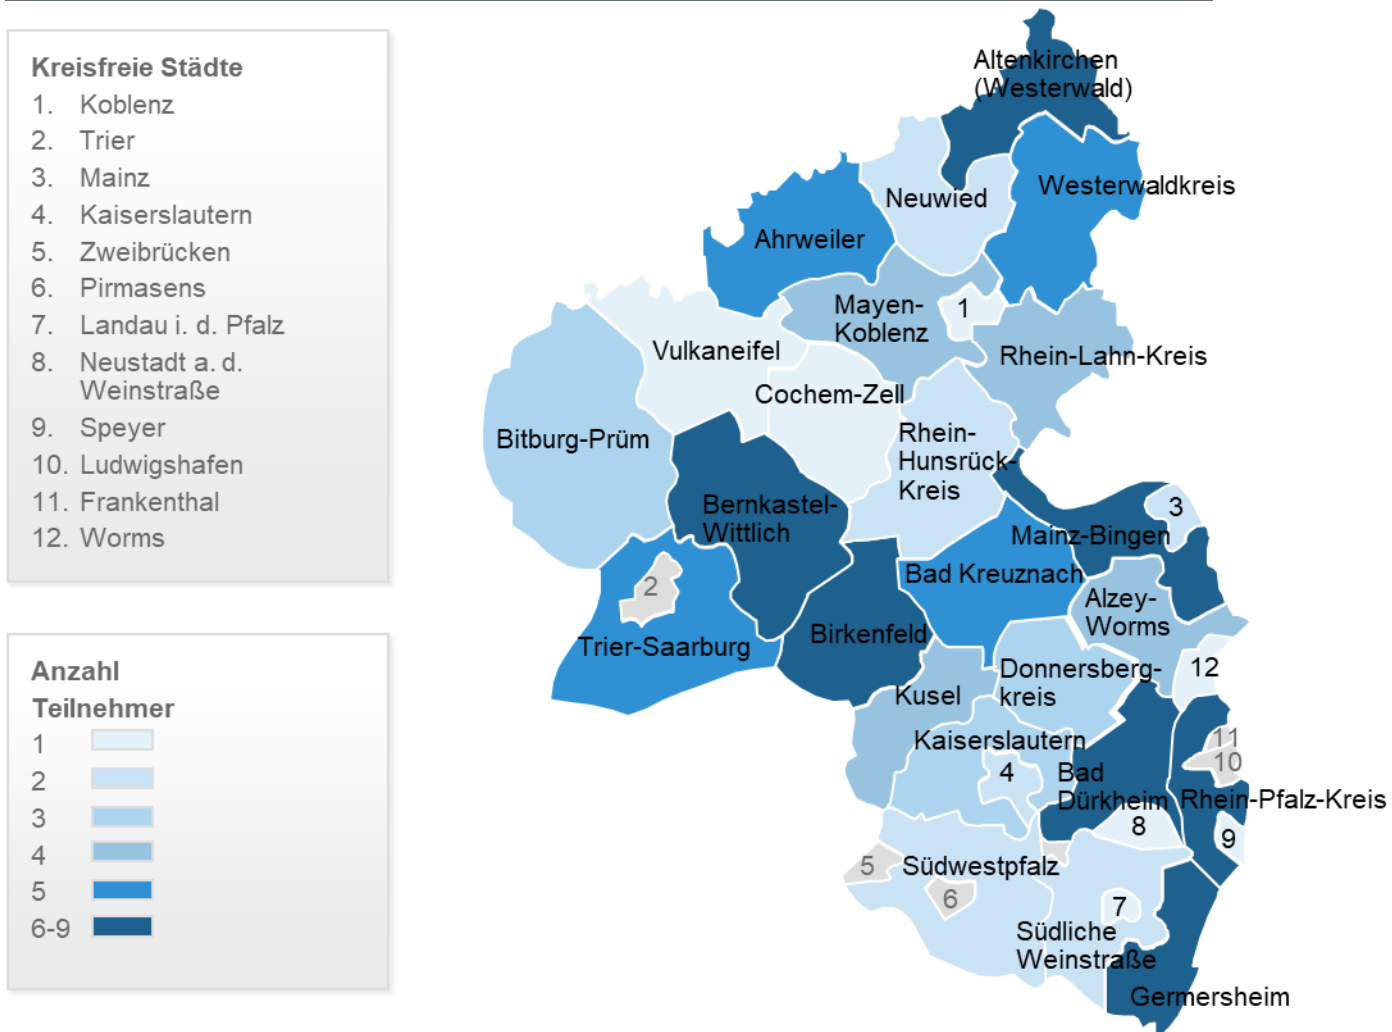 Kreisfreie Städte
1. Koblenz
2. Trier
3. Mainz
4. Kaiserslautern
5. Zweibrücken
6. Pirmasens
7. Landau i. d. Pfalz
8. Neustadt a. d.
Weinstraße
9. Speyer
10. Ludwigshafen
11. Frankenthal
12. Worms
Anzahl
Teilnehmer
1
2
3
4
5
6-9
Altenkirchen
(Westerwald)
Neuwied
Westerwaldkreis
Ahrweiler
Mayen-
Koblenz
1
Vulkaneifel
Rhein-Lahn-Kreis
Cochem-Zell
Bitburg-Prüm
Rhein-
Hunsrück-
Kreis
Bernkastel-
Wittlich
3
Mainz-Bingen
Bad Kreuznach
2
Alzey-
Worms
Birkenfeld
Trier-Saarburg
Donnersberg-
kreis
12
Kusel
Kaiserslautern
11
10
4
Bad
Dürkheim
Rhein-Pfalz-Kreis
8
9
5
Südwestpfalz
6
7
Südliche
Weinstraße
Germersheim